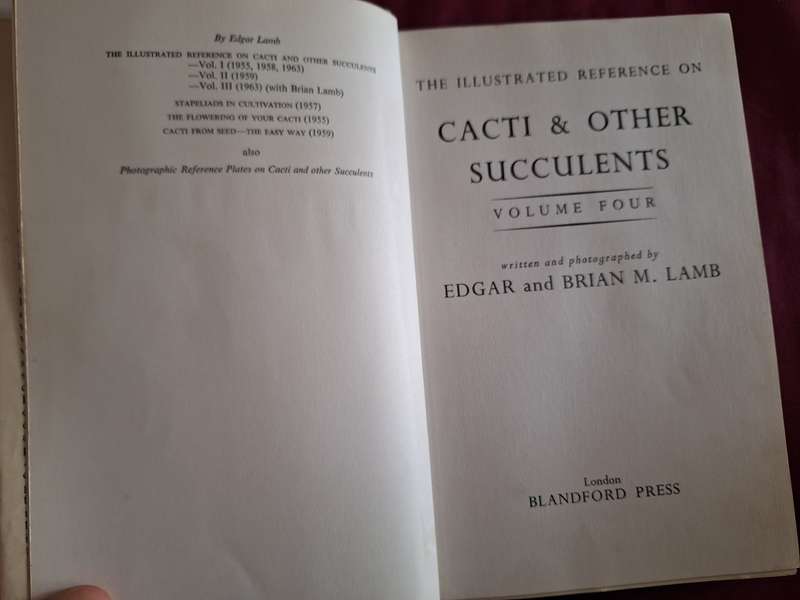 By Edgar Lamb
THE ILLUSTRATED REFERENCE ON CACTI AND OTHER SUCCULENTS
—Vol. I (1955, 1958, 1963)
—Vol. II (1959)
—Vol. III (1963) (with Brian Lamb)
STAPELIADS IN CULTIVATION (1957)
THE FLOWERING OF YOUR CACTI (1955)
CACTI FROM SEED—THE EASY WAY (1959)
also
Photographic Reference Plates on Cacti and other Succulents
THE ILLUSTRATED REFERENCE ON
CACTI & OTHER
SUCCULENTS
VOLUME FOUR
written and photographed by
EDGAR and BRIAN M. LAMB
London
BLANDFORD PRESS